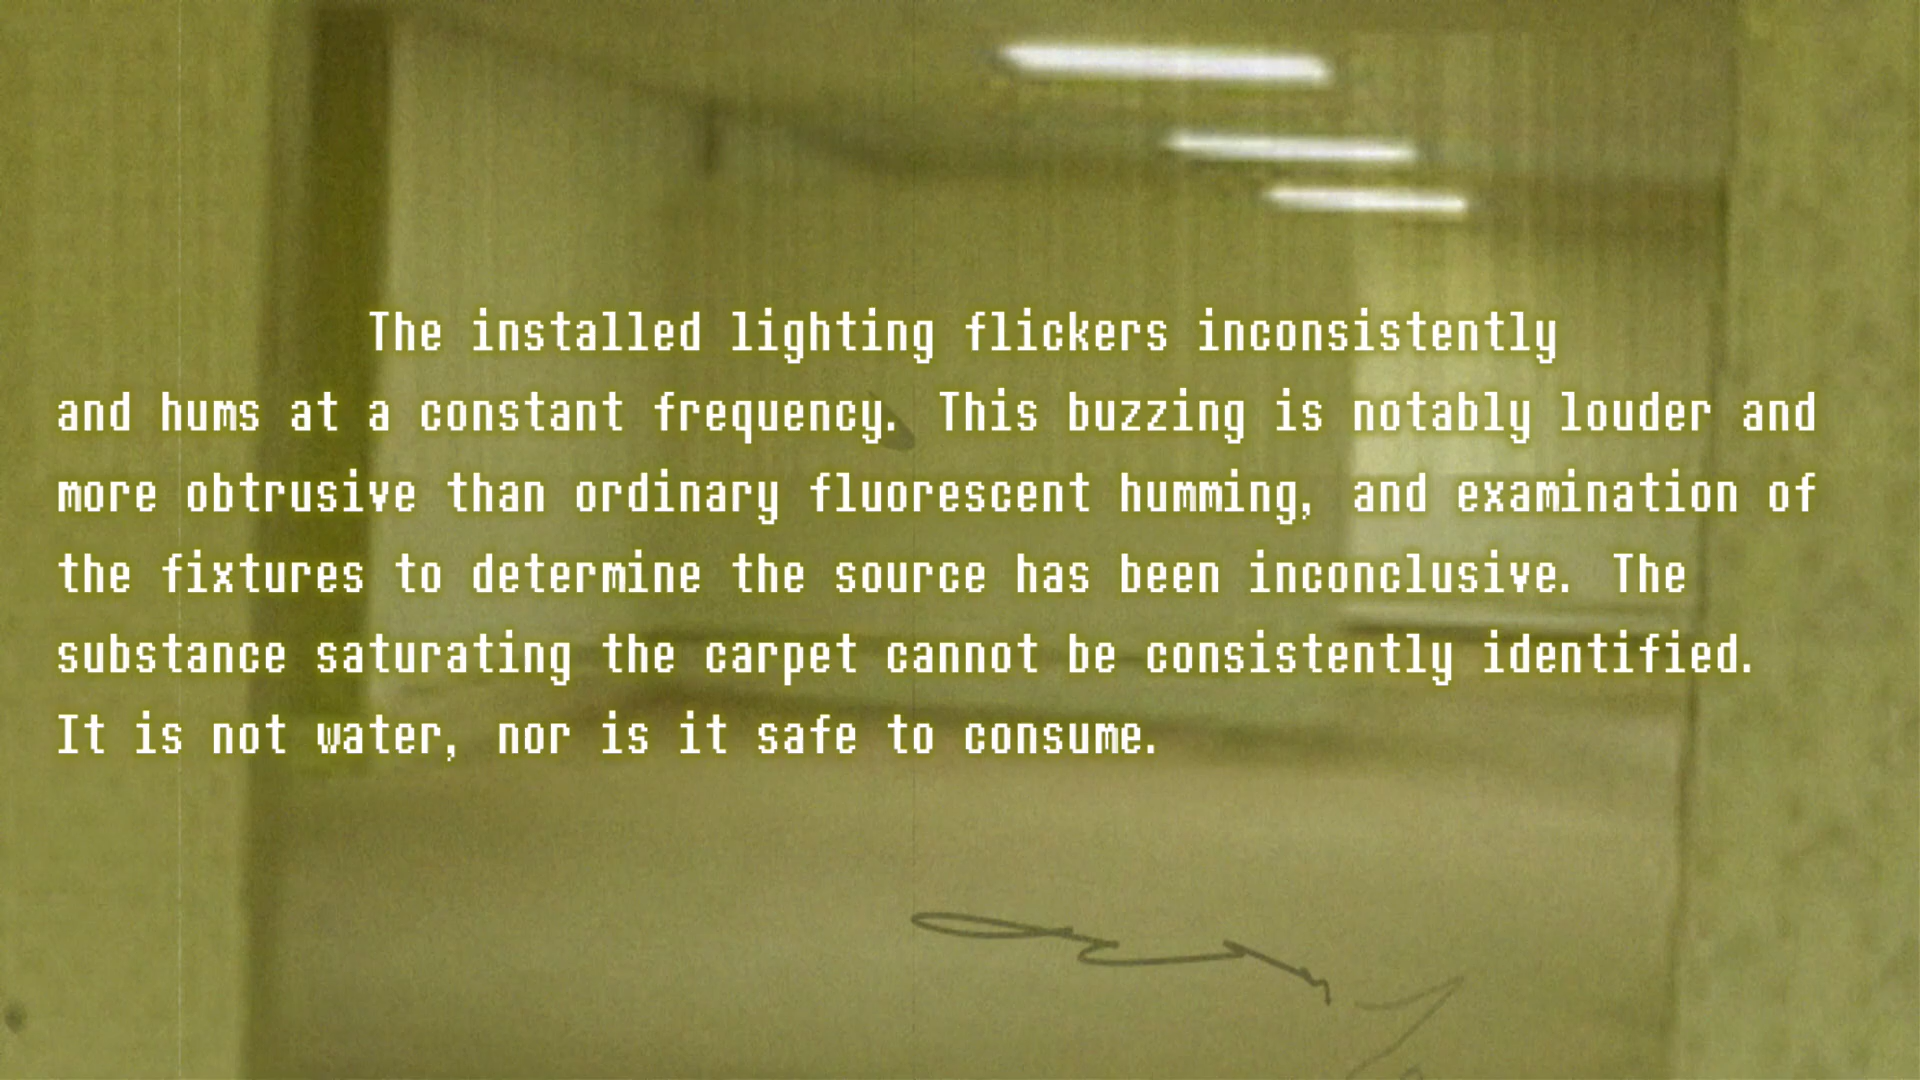 The installed lighting flickers inconsistently
and hums at a constant frequency. This buzzing is notably louder and
more obtrusive than ordinary fluorescent humming, and examination of
the fixtures to determine the source has been inconclusive. The
substance saturating the carpet cannot be consistently identified.
It is not water, nor is it safe to consume.